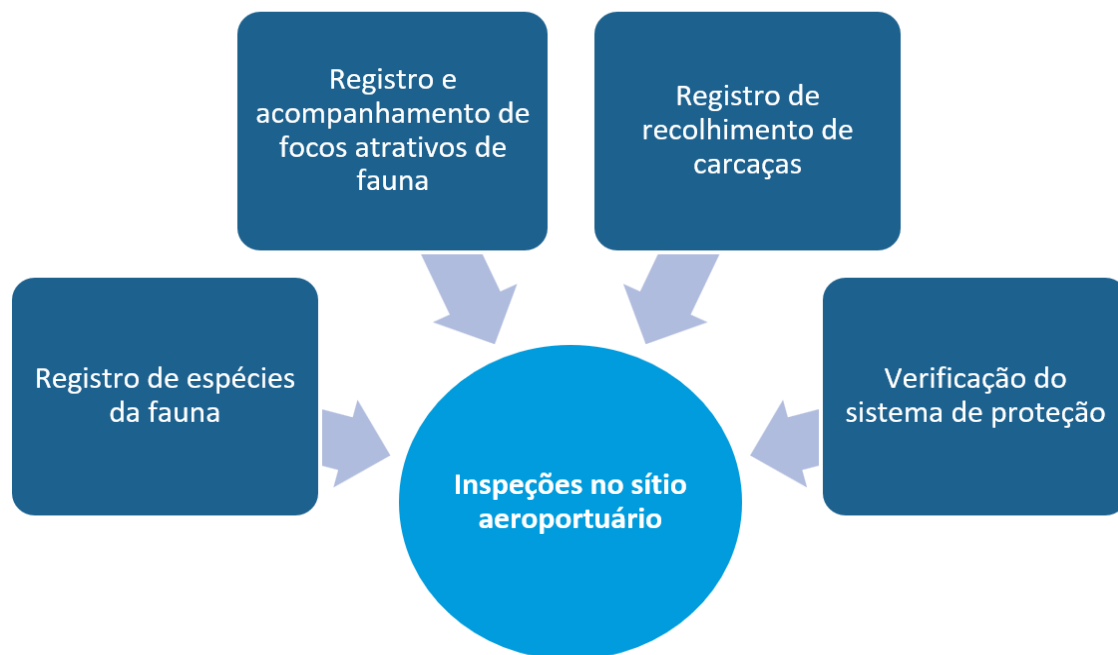 Registro e
acompanhamento de
focos atrativos de
fauna
Registro de
recolhimento de
carcaças
Registro de espécies
da fauna
Verificação do
sistema de proteção
Inspeções no sítio
aeroportuário